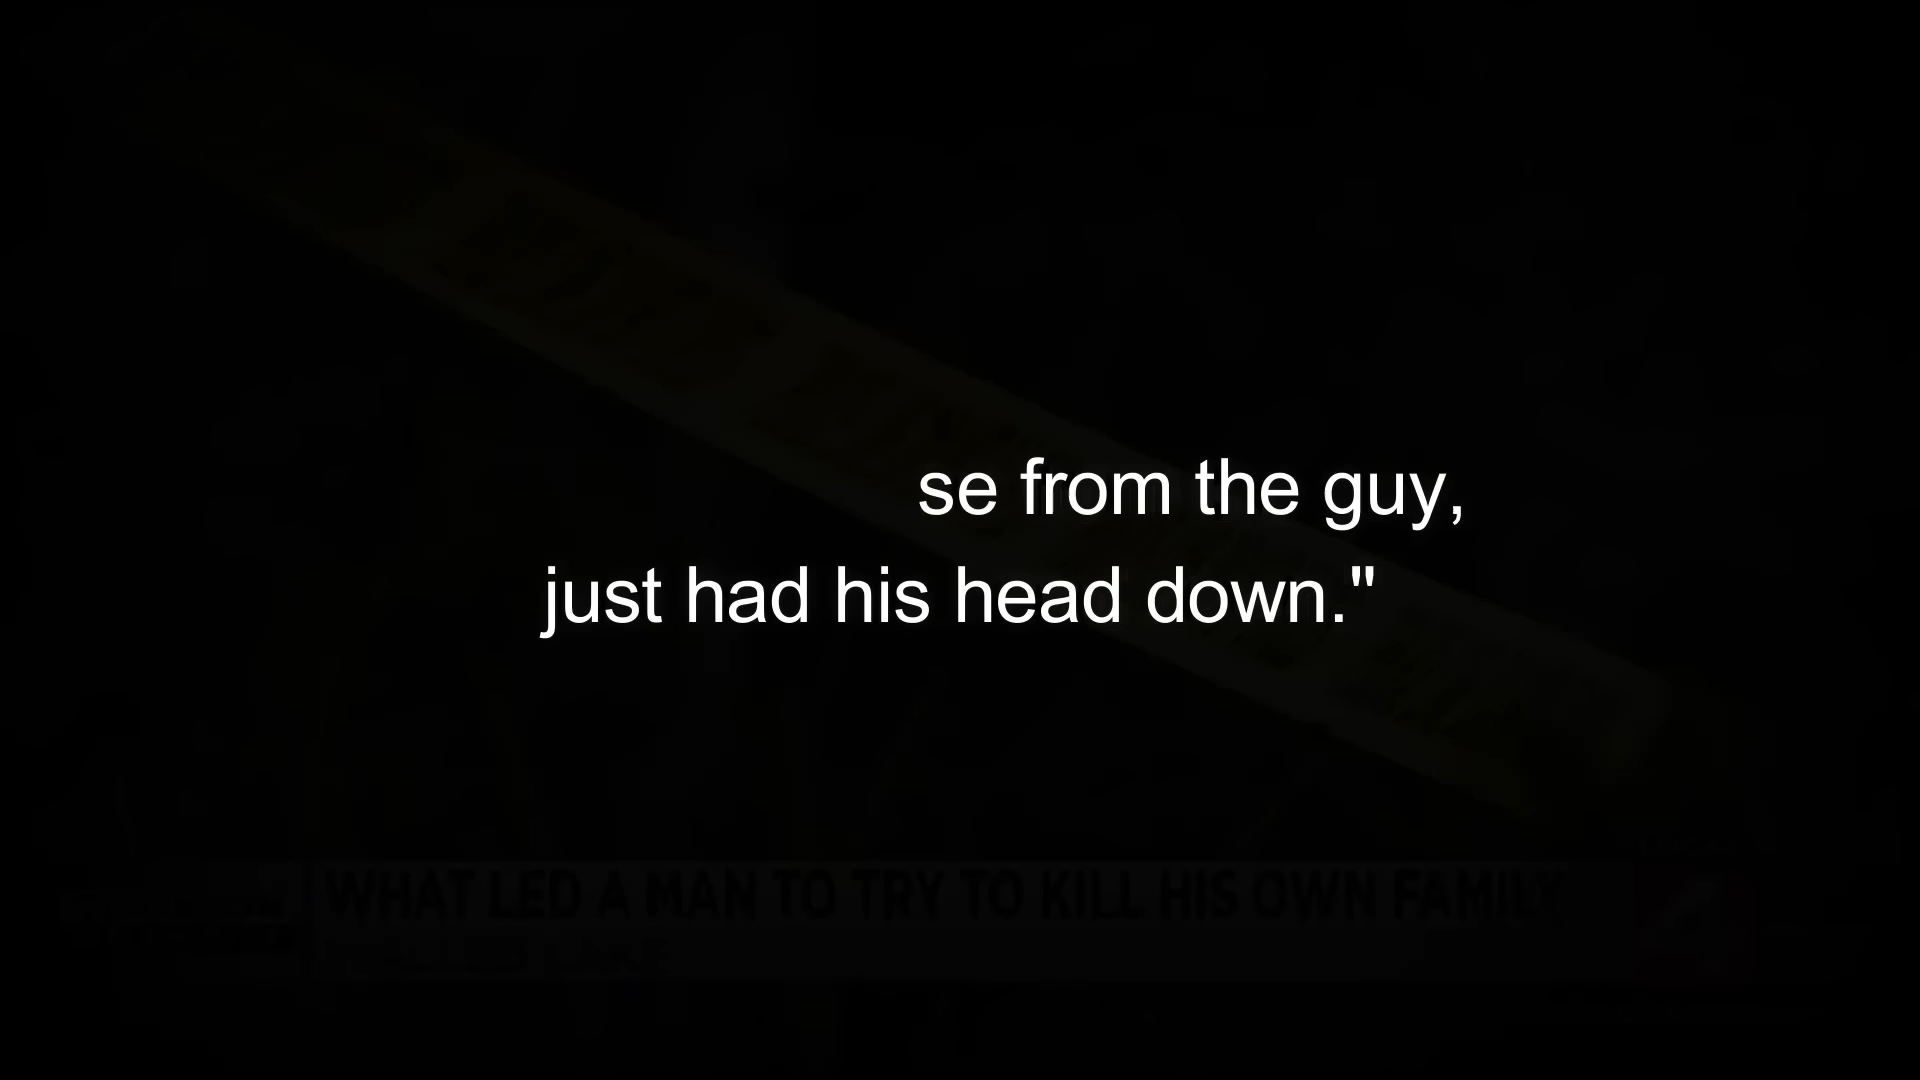 se from the guy,
just had his head down."
WHAT LED A MAN TO TRY TO KILL HIS OWN FAMILY